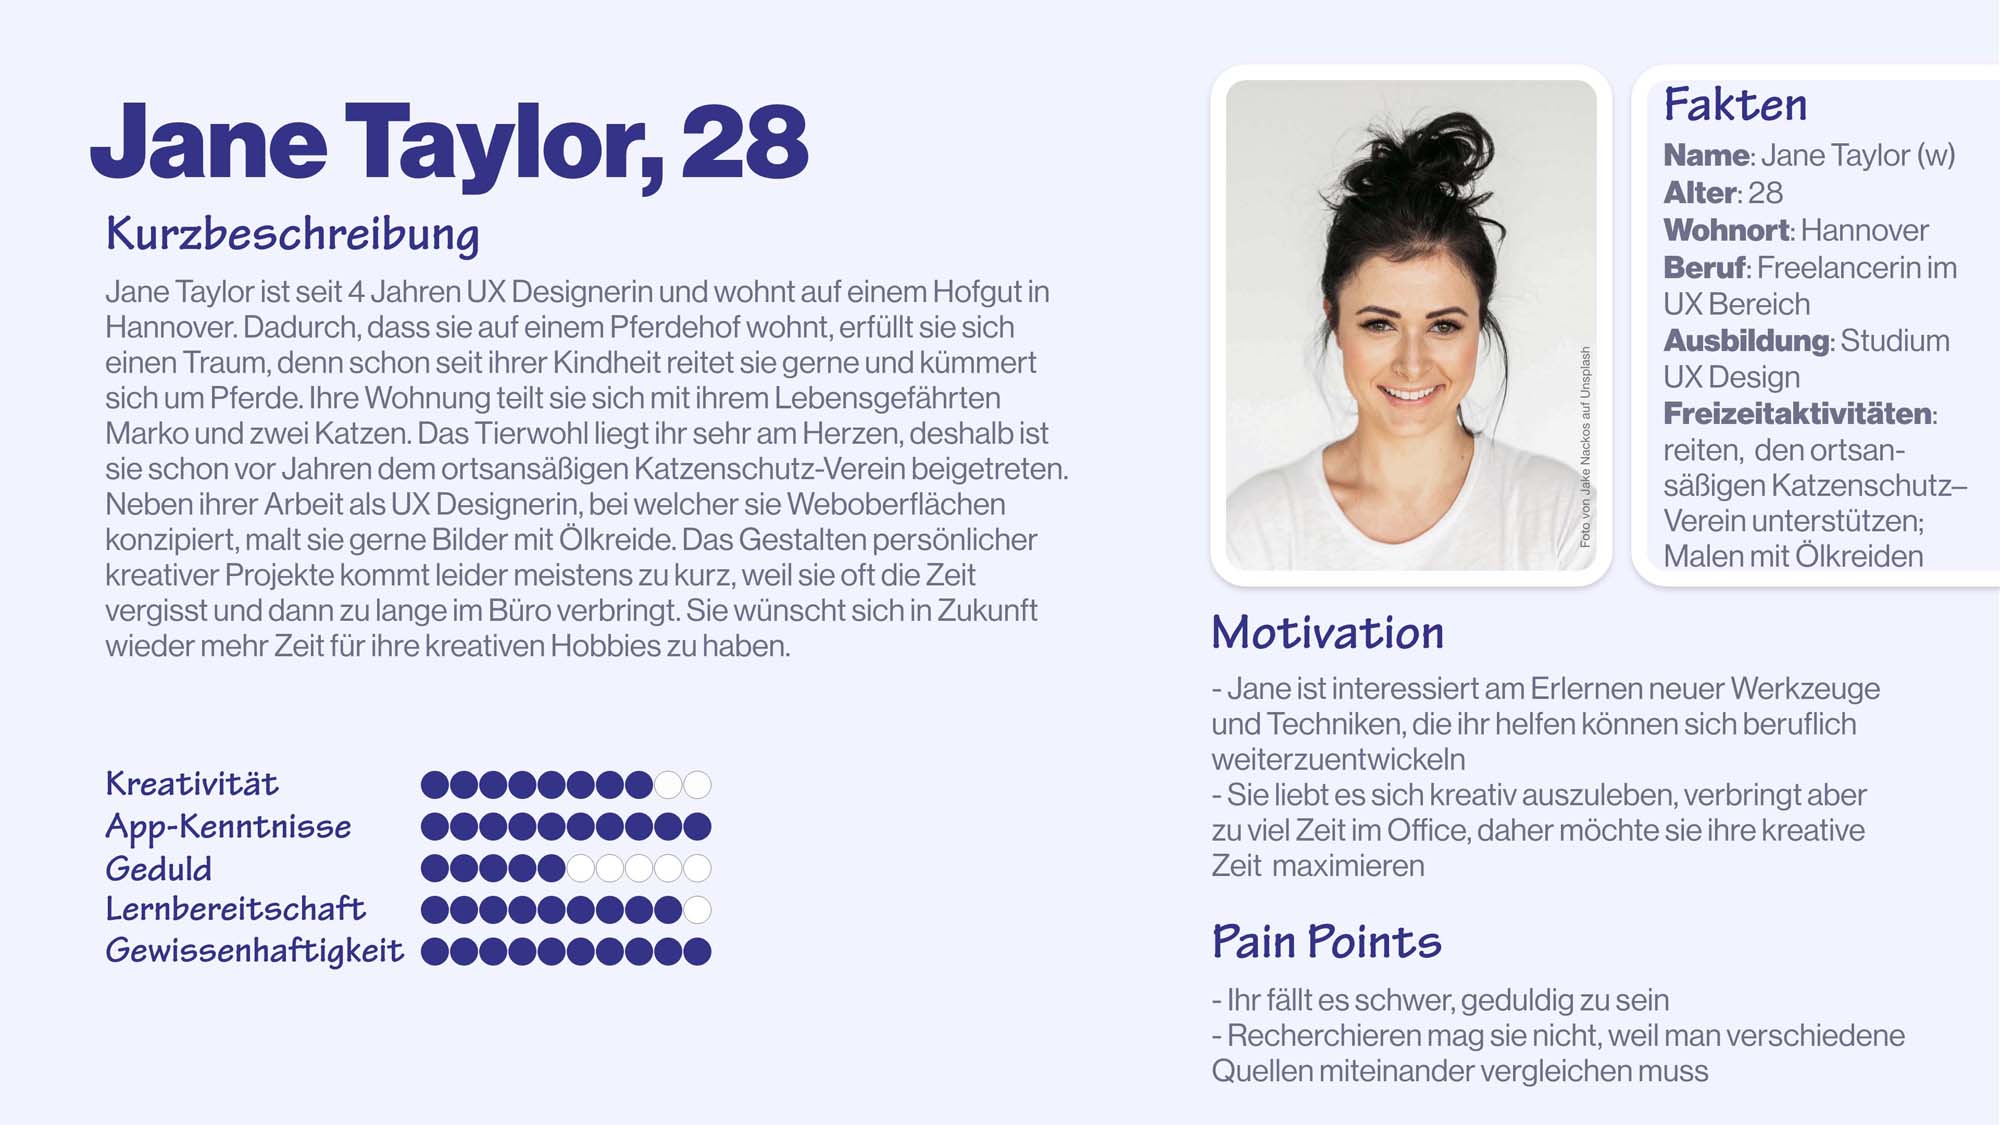 Jane Taylor, 28
Kurzbeschreibung
Jane Taylor ist seit 4 Jahren UX Designerin und wohnt auf einem Hofgut in
Hannover. Dadurch, dass sie auf einem Pferdehof wohnt, erfüllt sie sich
einen Traum, denn schon seit ihrer Kindheit reitet sie gerne und kümmert
sich um Pferde. Ihre Wohnung teilt sie sich mit ihrem Lebensgefährten
Marko und zwei Katzen. Das Tierwohl liegt ihr sehr am Herzen, deshalb ist
sie schon vor Jahren dem ortsansäßigen Katzenschutz-Verein beigetreten.
Neben ihrer Arbeit als UX Designerin, bei welcher sie Weboberflächen
konzipiert, malt sie gerne Bilder mit Ölkreide. Das Gestalten persönlicher
kreativer Projekte kommt leider meistens zu kurz, weil sie oft die Zeit
vergisst und dann zu lange im Büro verbringt. Sie wünscht sich in Zukunft
wieder mehr Zeit für ihre kreativen Hobbies zu haben.
Kreativität
App-Kenntnisse
Geduld
Lernbereitschaft
Gewissenhaftigkeit
Foto von Jake Nackos auf Unsplash
Fakten
Name: Jane Taylor (w)
Alter: 28
Wohnort: Hannover
Beruf: Freelancerin im
UX Bereich
Ausbildung: Studium
UX Design
Freizeitaktivitäten:
reiten, den ortsan-
säßigen Katzenschutz–
Verein unterstützen;
Malen mit Ölkreiden
Motivation
- Jane ist interessiert am Erlernen neuer Werkzeuge
und Techniken, die ihr helfen können sich beruflich
weiterzuentwickeln
- Sie liebt es sich kreativ auszuleben, verbringt aber
zu viel Zeit im Office, daher möchte sie ihre kreative
Zeit maximieren
Pain Points
- Ihr fällt es schwer, geduldig zu sein
- Recherchieren mag sie nicht, weil man verschiedene
Quellen miteinander vergleichen muss